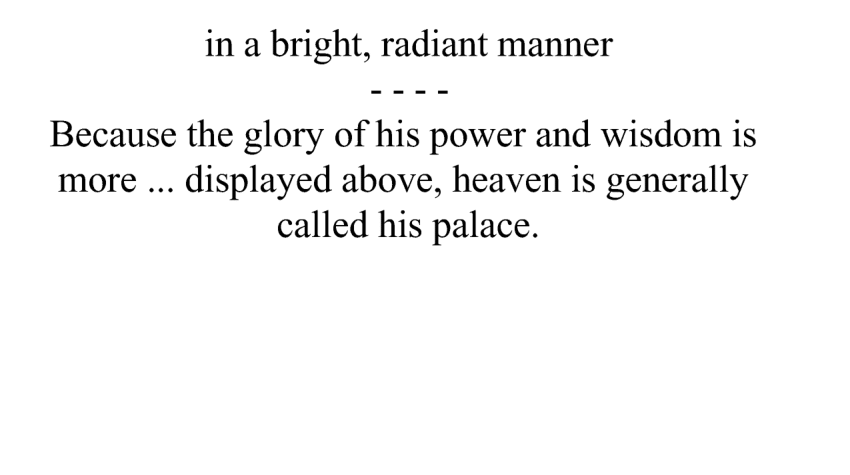 in a bright, radiant manner
- - - -
Because the glory of his power and wisdom is
more ... displayed above, heaven is generally
called his palace.